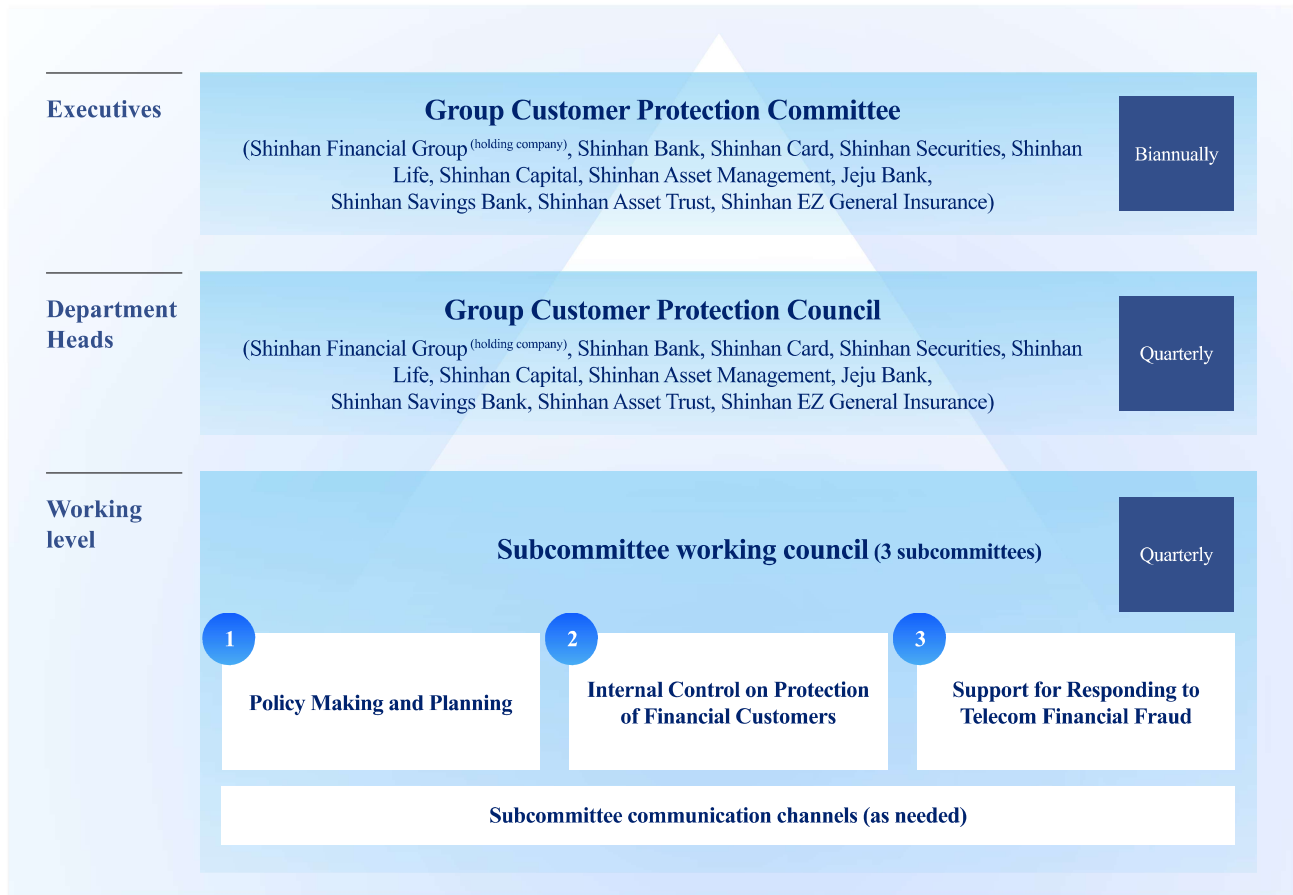 Executives
Group Customer Protection Committee
(Shinhan Financial Group (holding company), Shinhan Bank, Shinhan Card, Shinhan Securities, Shinhan
Life, Shinhan Capital, Shinhan Asset Management, Jeju Bank,
Shinhan Savings Bank, Shinhan Asset Trust, Shinhan EZ General Insurance)
Biannually
Department
Heads
Group Customer Protection Council
(Shinhan Financial Group (holding company), Shinhan Bank, Shinhan Card, Shinhan Securities, Shinhan
Life, Shinhan Capital, Shinhan Asset Management, Jeju Bank,
Shinhan Savings Bank, Shinhan Asset Trust, Shinhan EZ General Insurance)
Quarterly
Working
level
Subcommittee working council (3 subcommittees)
Quarterly
1
Policy Making and Planning
2
Internal Control on Protection
of Financial Customers
3
Support for Responding to
Telecom Financial Fraud
Subcommittee communication channels (as needed)